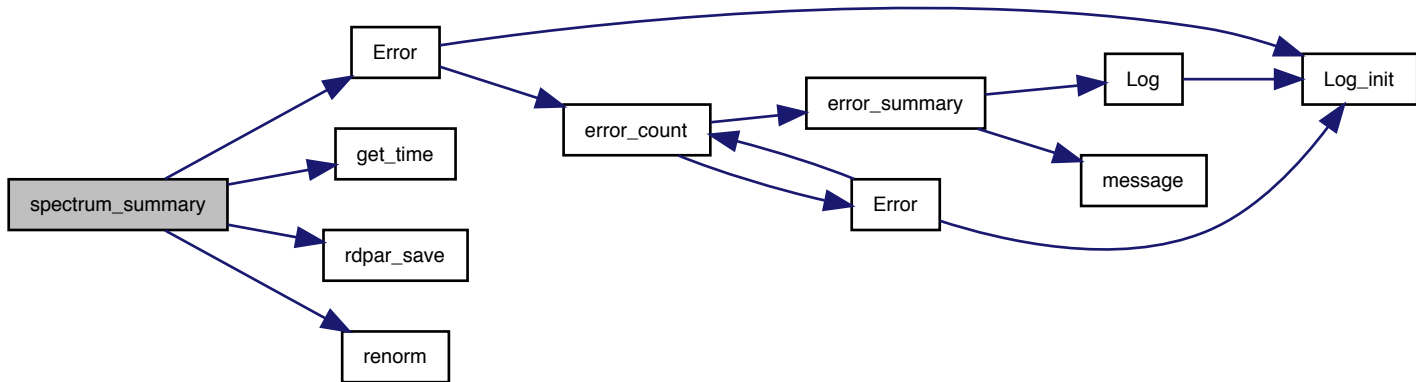 spectrum_summary
Error
get_time
rdpar_save
renorm
error_count
error_summary
Error
Log
message
Log_init